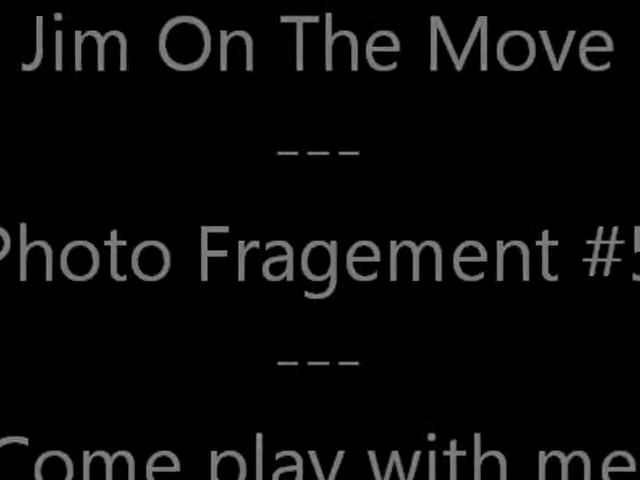 Jim On The Move
---
Photo Fragement #5
---
Come play with me